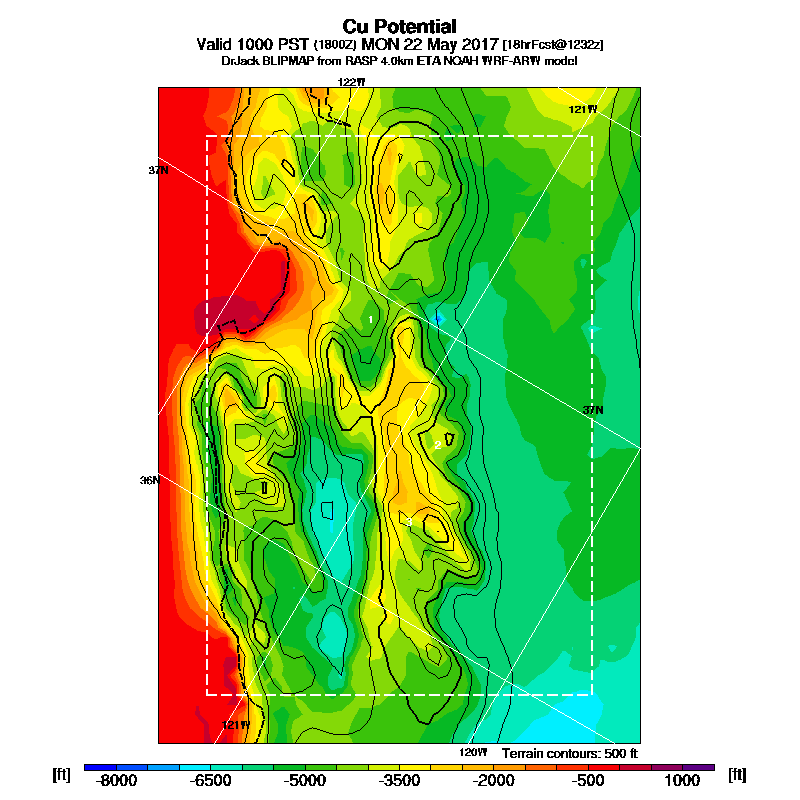 Cu Potential
Valid 1000 PST (1800Z) MON 22 May 2017 [18hrFcst@1232z]
DrJack BLIPMAP from RASP 4.0km ETA NOAH WRF-ARW model
122W
121W
37N
1
37N
2
36N
3
121W
120W Terrain contours: 500 ft
[ft] -8000 -6500 -5000 -3500 -2000 -500 1000 [ft]